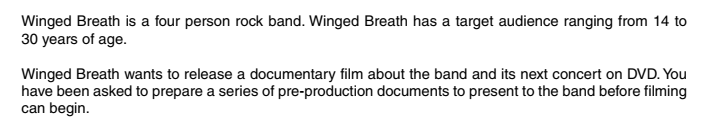 Winged Breath is a four person rock band. Winged Breath has a target audience ranging from 14 to
30 years of age.
Winged Breath wants to release a documentary film about the band and its next concert on DVD. You
have been asked to prepare a series of pre-production documents to present to the band before filming
can begin.